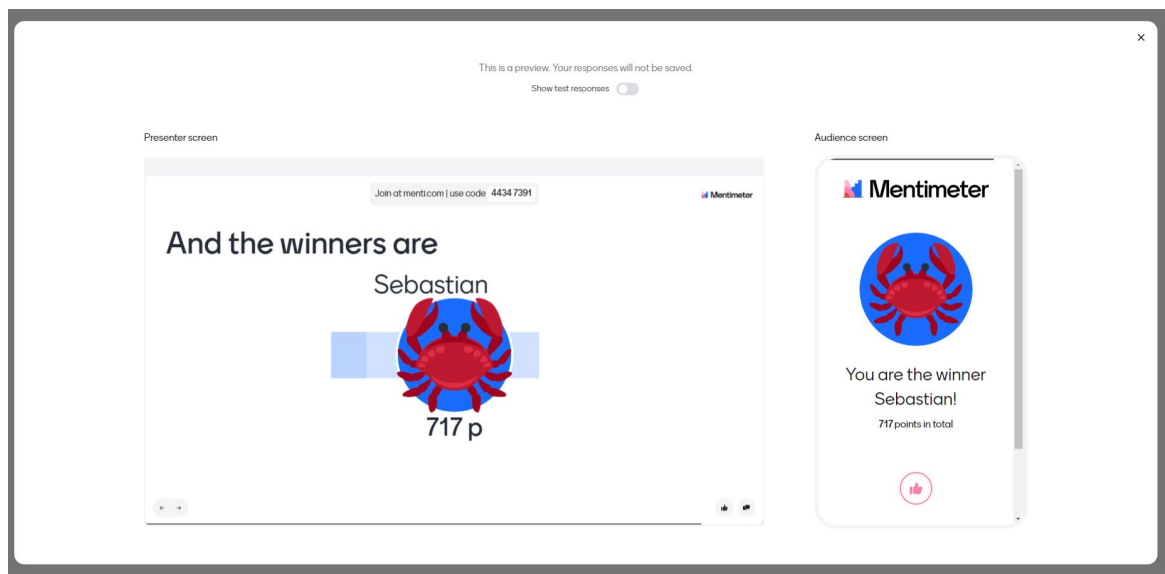 This is a preview. Your responses will not be saved.
Show test responses
Presenter screen
Join at menti.com | use code 4434 7391
Mentimeter
And the winners are
Sebastian
717 p
Audience screen
Mentimeter
You are the winner
Sebastian!
717 points in total